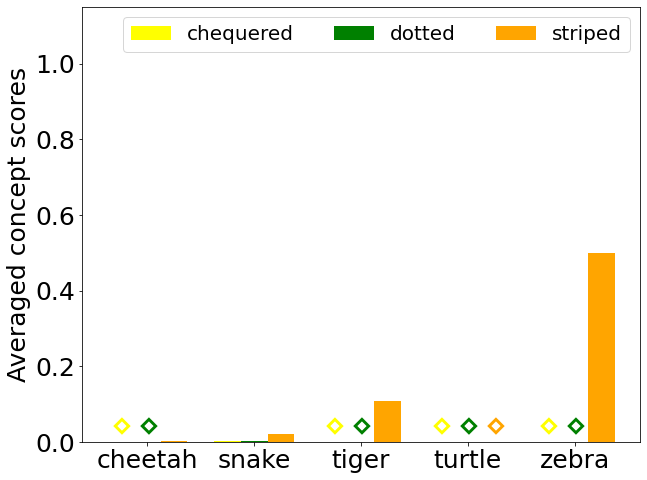 chequered dotted striped
Averaged concept scores
1.0
0.8
0.6
0.4
0.2
0.0
cheetah snake tiger turtle zebra